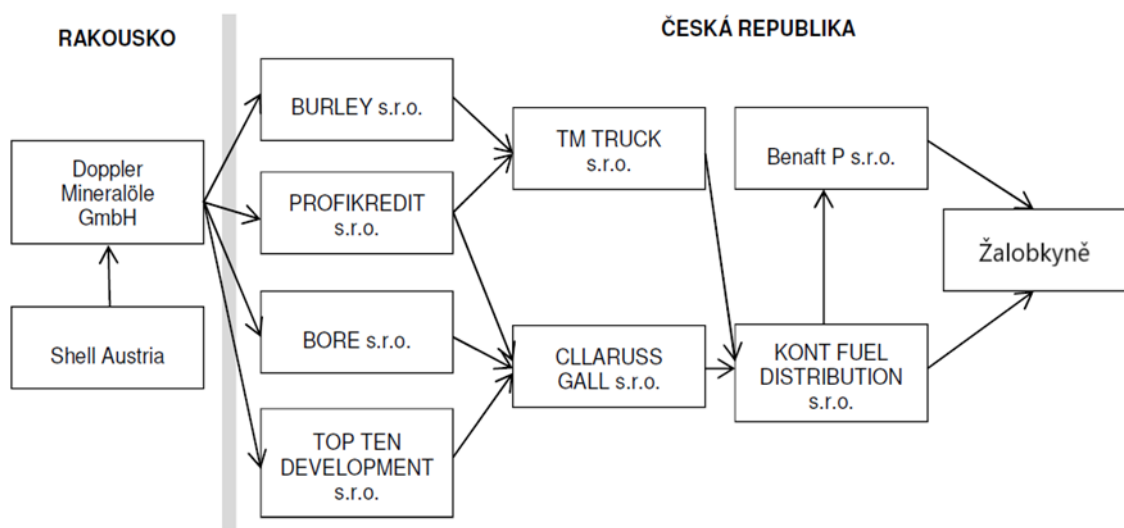 RAKOUSKO
ČESKÁ REPUBLIKA
Doppler
Mineralöle
GmbH
Shell Austria
BURLEY s.r.o.
PROFIKREDIT
s.r.o.
BORE s.r.o.
TOP TEN
DEVELOPMENT
s.r.o.
TM TRUCK
s.r.o.
CLLARUSS
GALL s.r.o.
Benaft P s.r.o.
KONT FUEL
DISTRIBUTION
s.r.o.
Žalobkyně